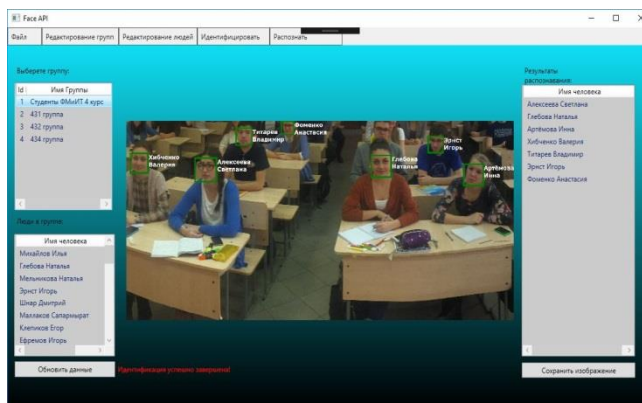 Face API
Файл
Редактирование групп
Редактирование людей
Идентифицировать
Распознать
Выберете группу:
Id
Имя Группы
1 Студенты ФМиИТ 4 курс
2 431 группа
3 432 группа
4 434 группа
Люди в группе:
Имя человека
Михайлов Илья
Глебова Наталья
Мельникова Наталья
Эрнст Игорь
Шнар Дмитрий
Маллаков Сапармырат
Клепиков Егор
Ефремов Игорь
Обновить данные
Идентификация успешно завершена!
Хибченко
Валерия
Алексеева
Светлана
Титарев
Владимир
Фоменко
Анастасия
Глебова
Наталья
Эрнст
Игорь
Артёмова
Инна
Результаты
распознавания:
Имя человека
Алексеева Светлана
Глебова Наталья
Артёмова Инна
Хибченко Валерия
Титарев Владимир
Эрнст Игорь
Фоменко Анастасия
Сохранить изображение